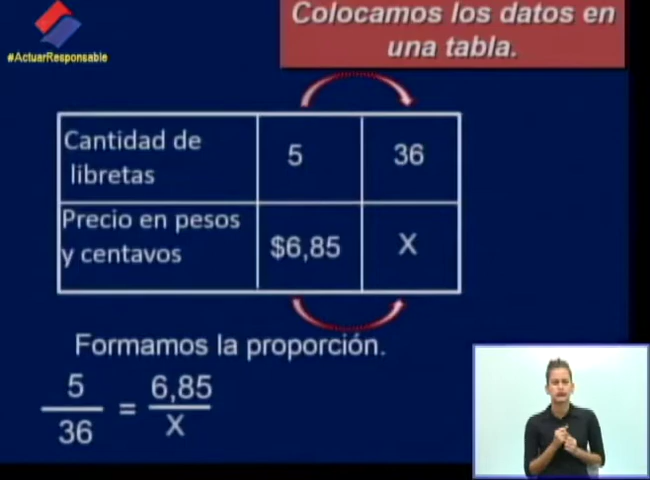 #ActuarResponsable
Colocamos los datos en
una tabla.
Cantidad de
libretas
5
36
Precio en pesos
y centavos
$6,85
X
Formamos la proporción.
5
36
=
6,85
X